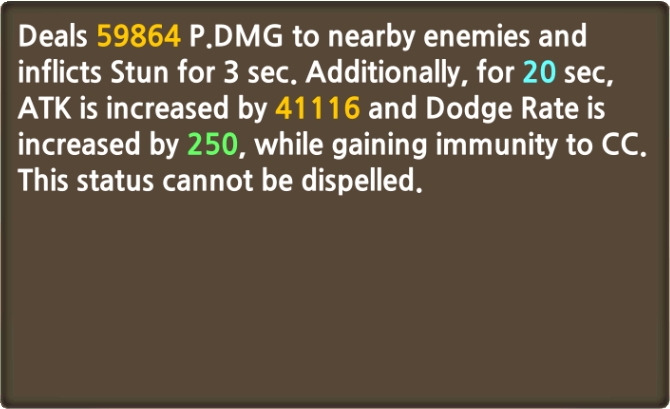 Deals 59864 P.DMG to nearby enemies and
inflicts Stun for 3 sec. Additionally, for 20 sec,
ATK is increased by 41116 and Dodge Rate is
increased by 250, while gaining immunity to CC.
This status cannot be dispelled.